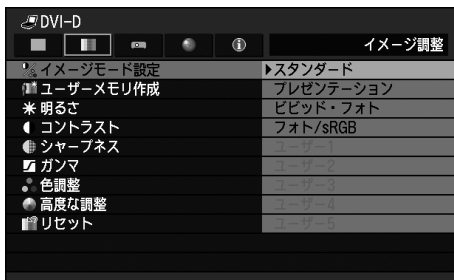 DVI-D
イメージ調整
イメージモード設定 スタンダード
ユーザーメモリ作成 プレゼンテーション
明るさ ビビッド・フォト
コントラスト フォト/sRGB
シャープネス ユーザー1
ガンマ ユーザー2
色調整 ユーザー3
高度な調整 ユーザー4
リセット ユーザー5